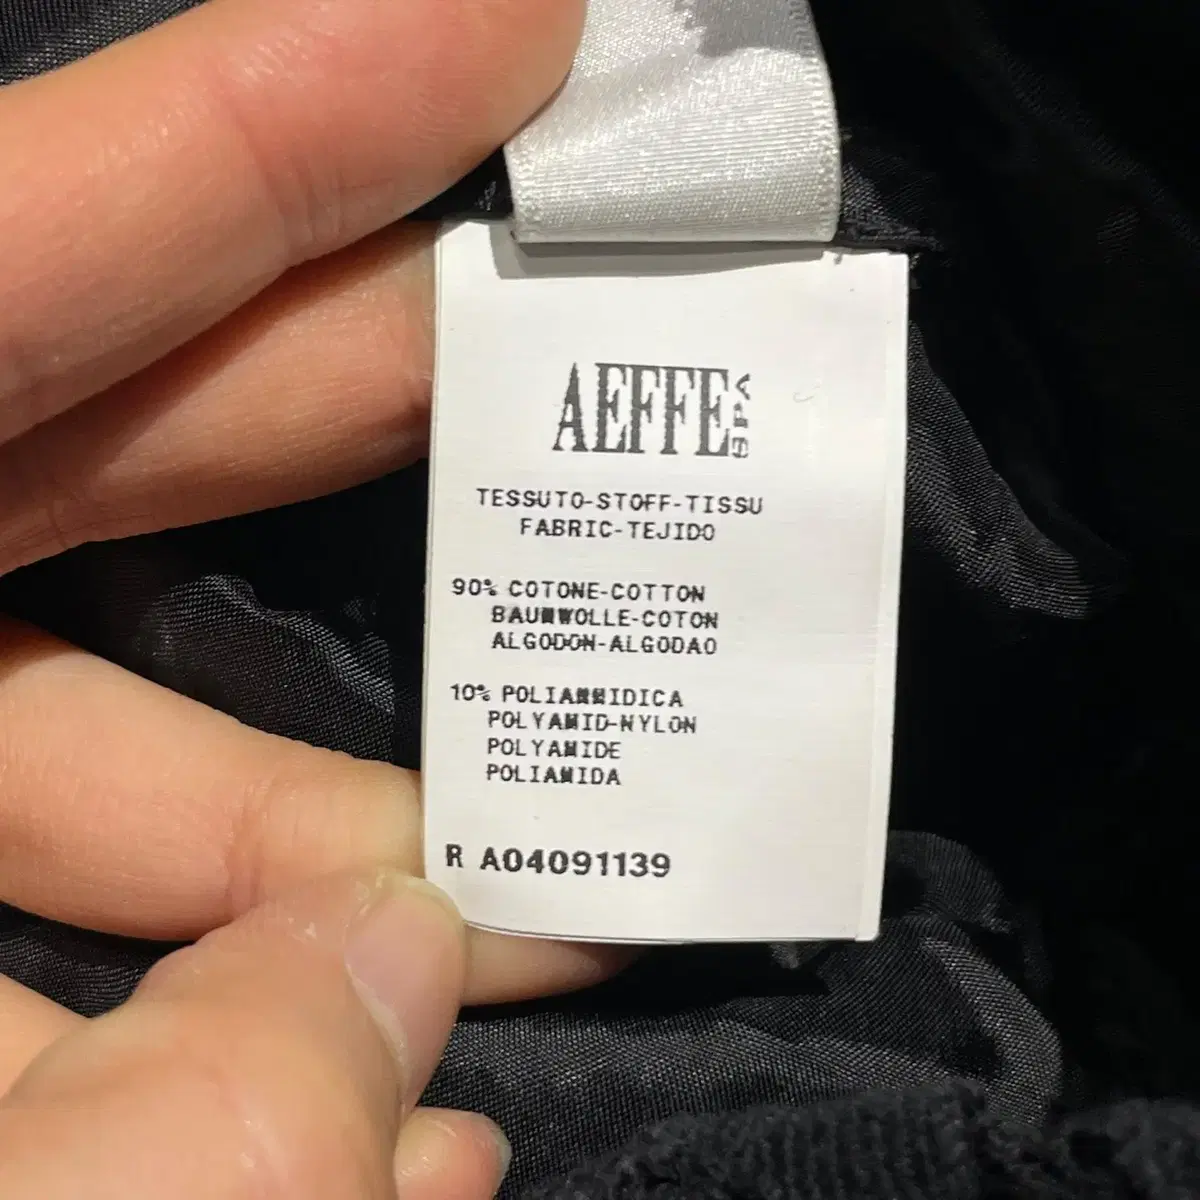 AEFFE SPA
TESSUTO-STOFF-TISSU
FABRIC-TEJIDO
90% COTONE-COTTON
BAUMWOLLE-COTON
ALGODON-ALGODAO
10% POLIAMMIDICA
POLYAMID-NYLON
POLYAMIDE
POLIAMIDA
R A04091139